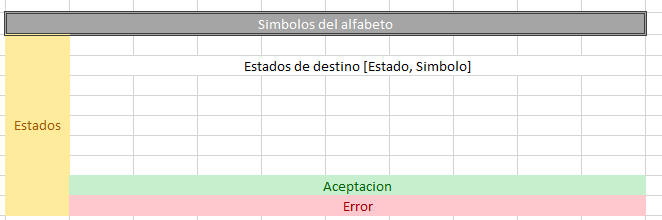 Simbolos del alfabeto
Estados de destino [Estado, Simbolo]
Estados
Aceptacion
Error